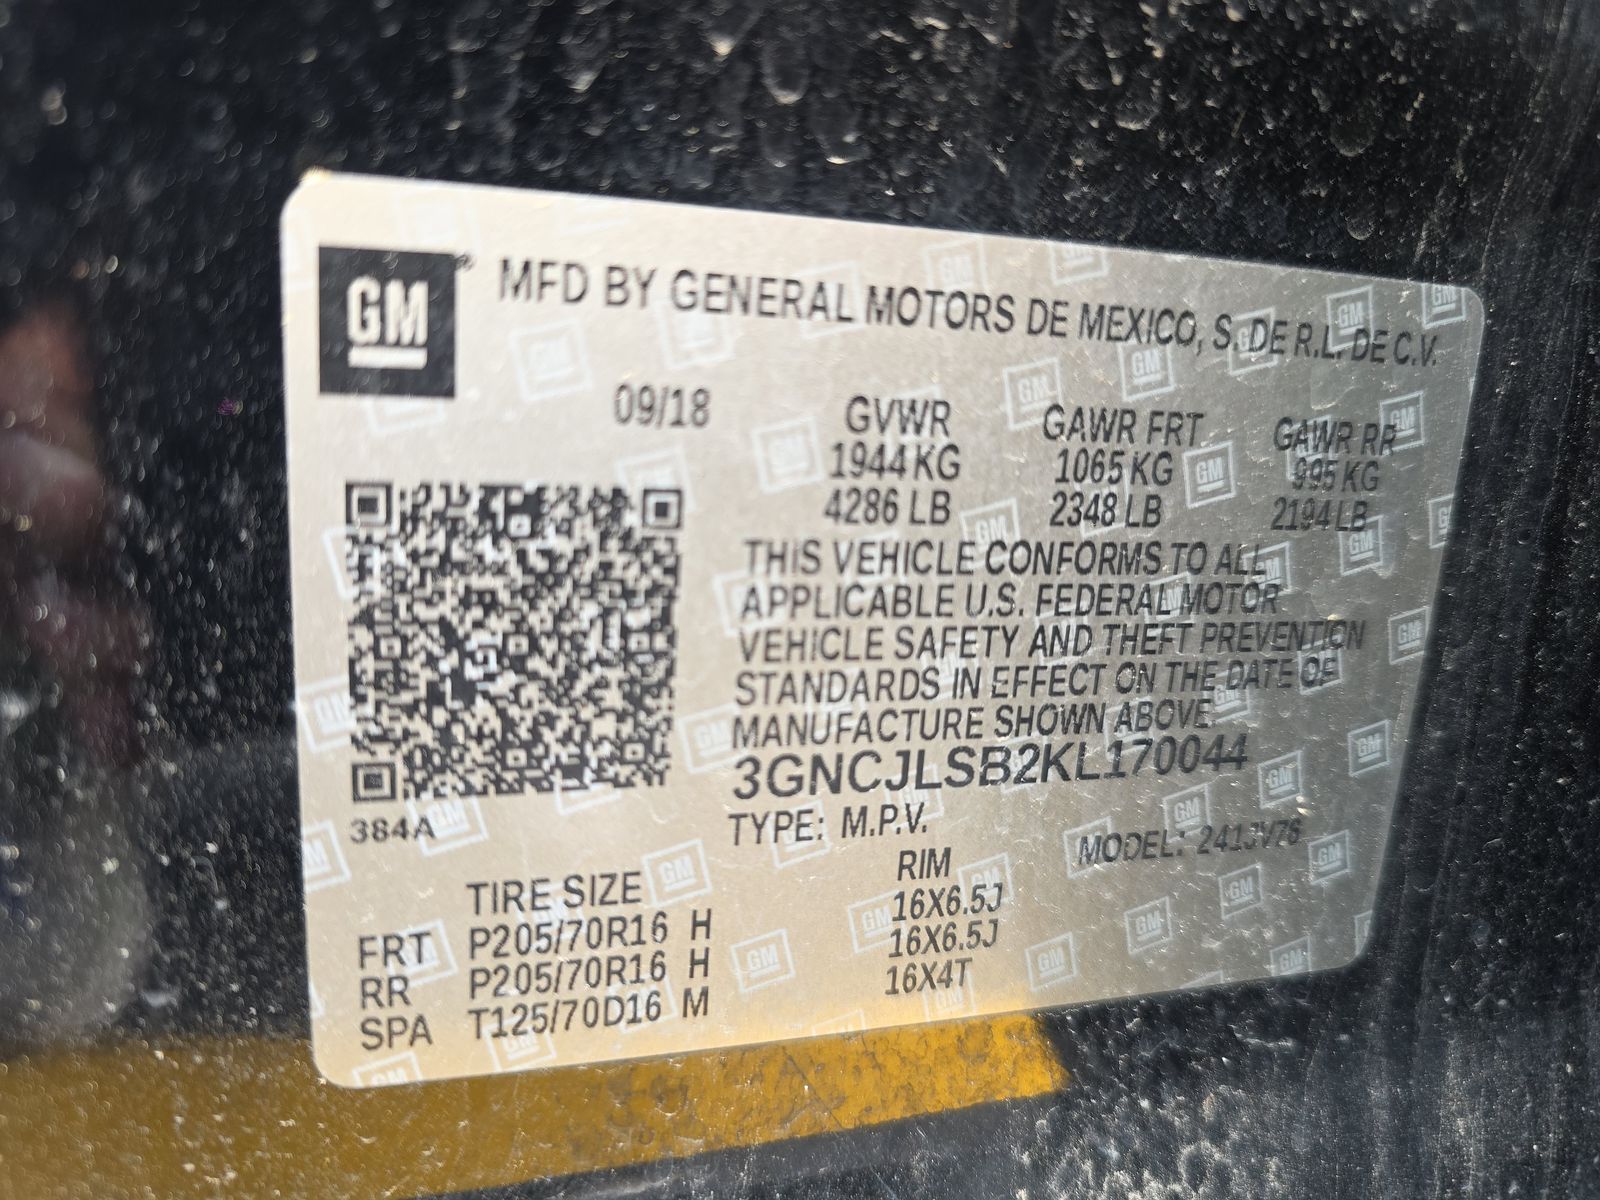 GM
MFD BY GENERAL MOTORS DE MEXICO, S. DE R.L. DE C.V.
09/18
GVWR GAWR FRT GAWR RR
1944 KG 1065 KG 995 KG
4286 LB 2348 LB 2194 LB
THIS VEHICLE CONFORMS TO ALL
APPLICABLE U.S. FEDERAL MOTOR
VEHICLE SAFETY AND THEFT PREVENTION
STANDARDS IN EFFECT ON THE DATE OF
MANUFACTURE SHOWN ABOVE.
3GNCJLSB2KL170044
384A
TYPE: M.P.V. MODEL: 241JV76
TIRE SIZE RIM
FRT P205/70R16 H 16X6.5J
RR P205/70R16 H 16X6.5J
SPA T125/70D16 M 16X4T